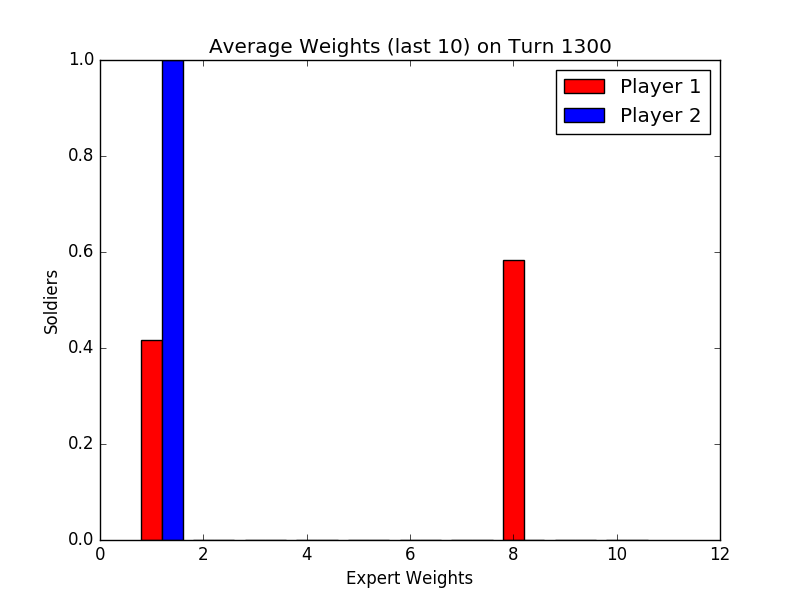 Average Weights (last 10) on Turn 1300
Player 1
Player 2
1.0
0.8
0.6
0.4
0.2
0.0
Soldiers
0 2 4 6 8 10 12
Expert Weights